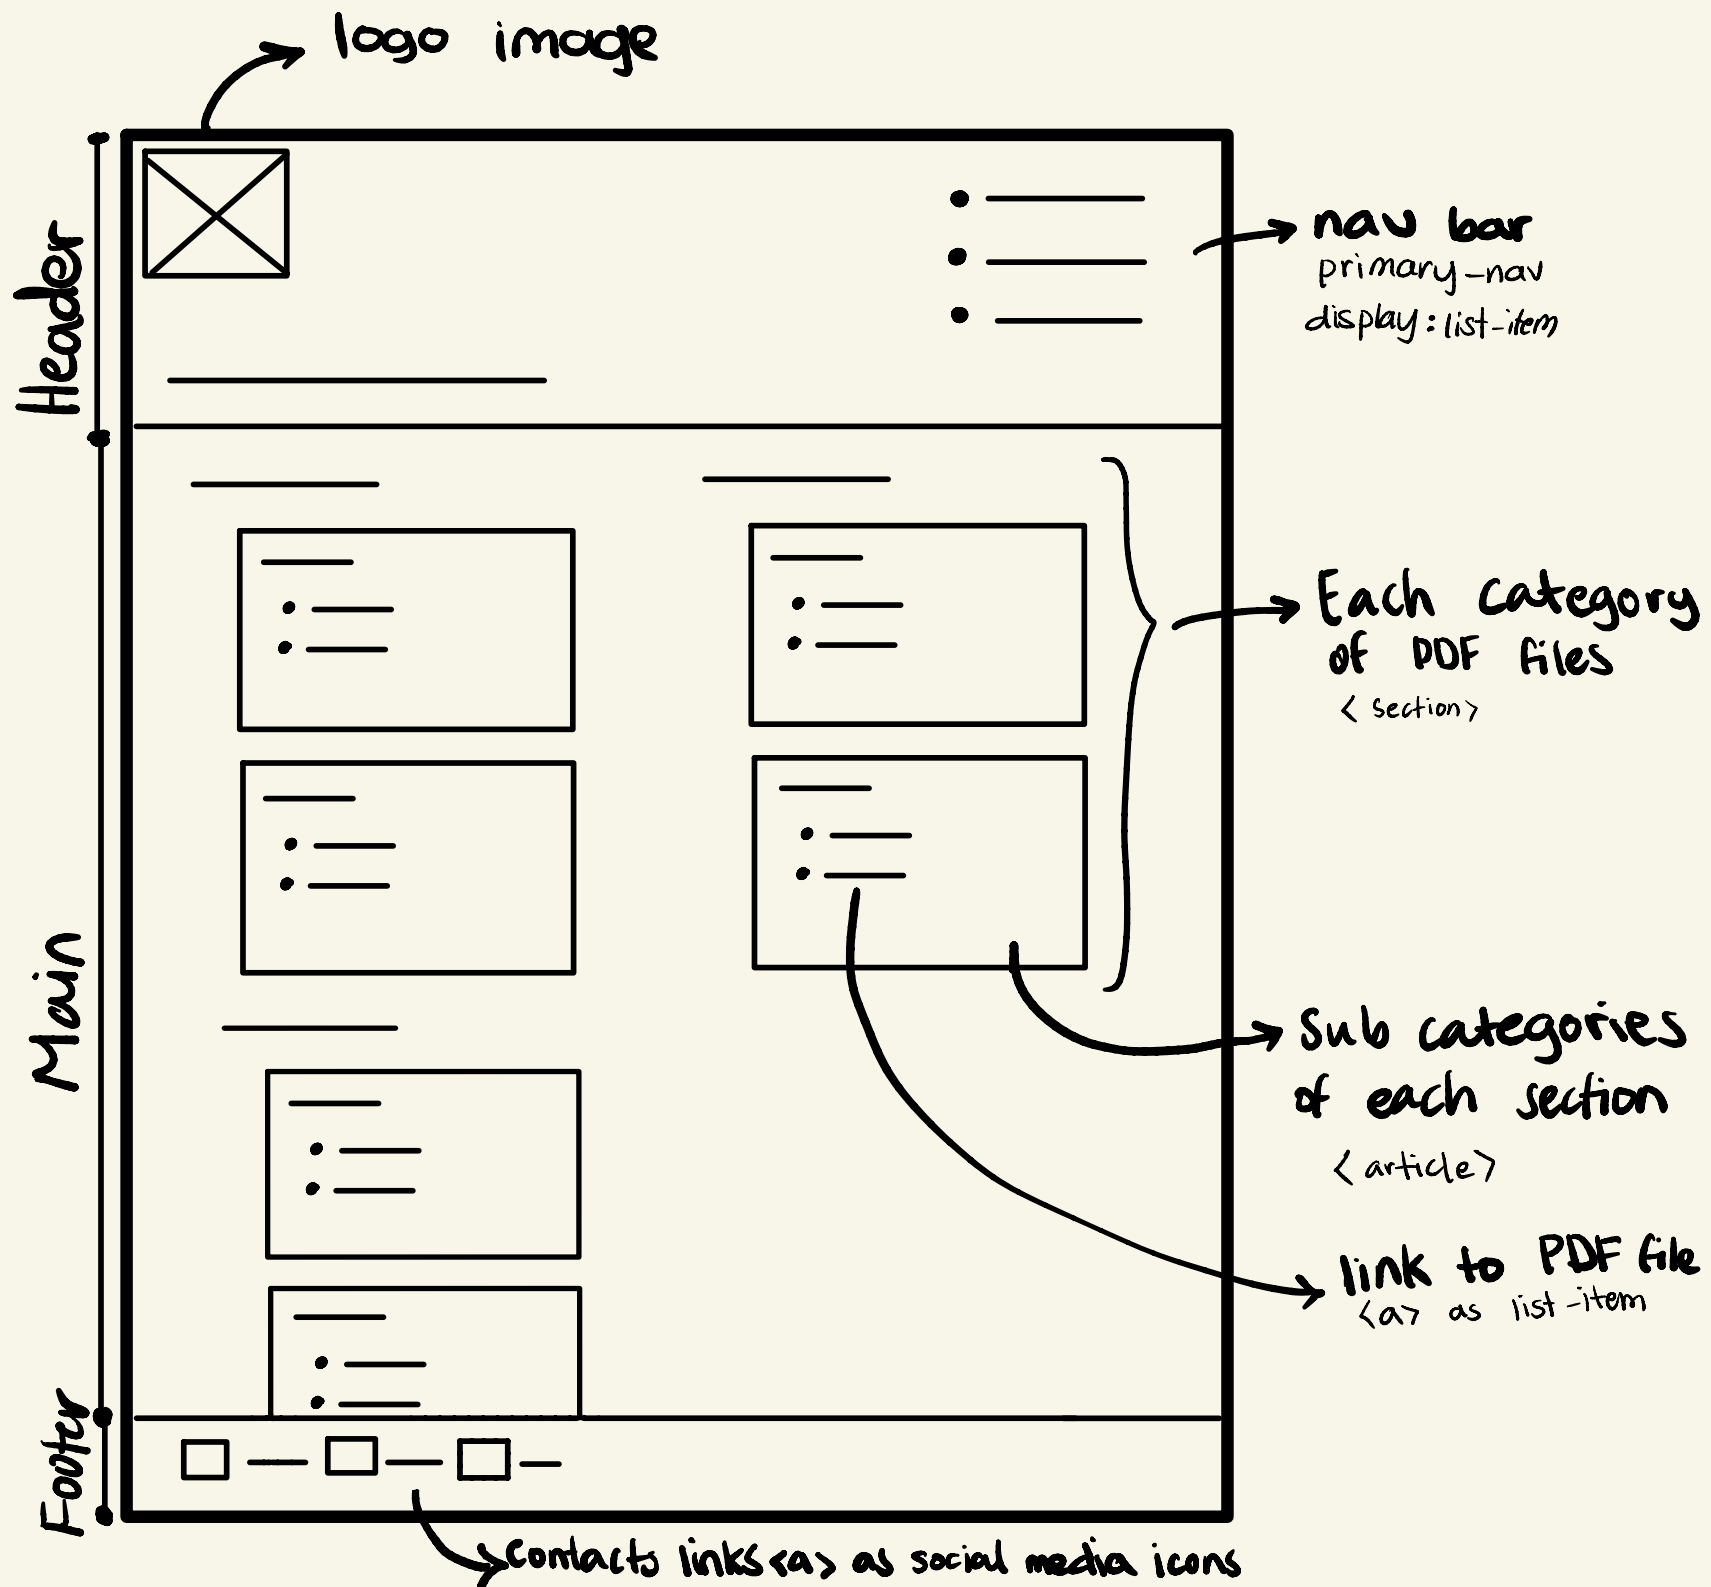 logo image
Header
nav bar
primary-nav
display: list-item
Each category
of PDF files
< section>
Main
Sub categories
of each section
<article>
link to PDF file
<a> as list-item
Footer
contacts links <a> as social media icons